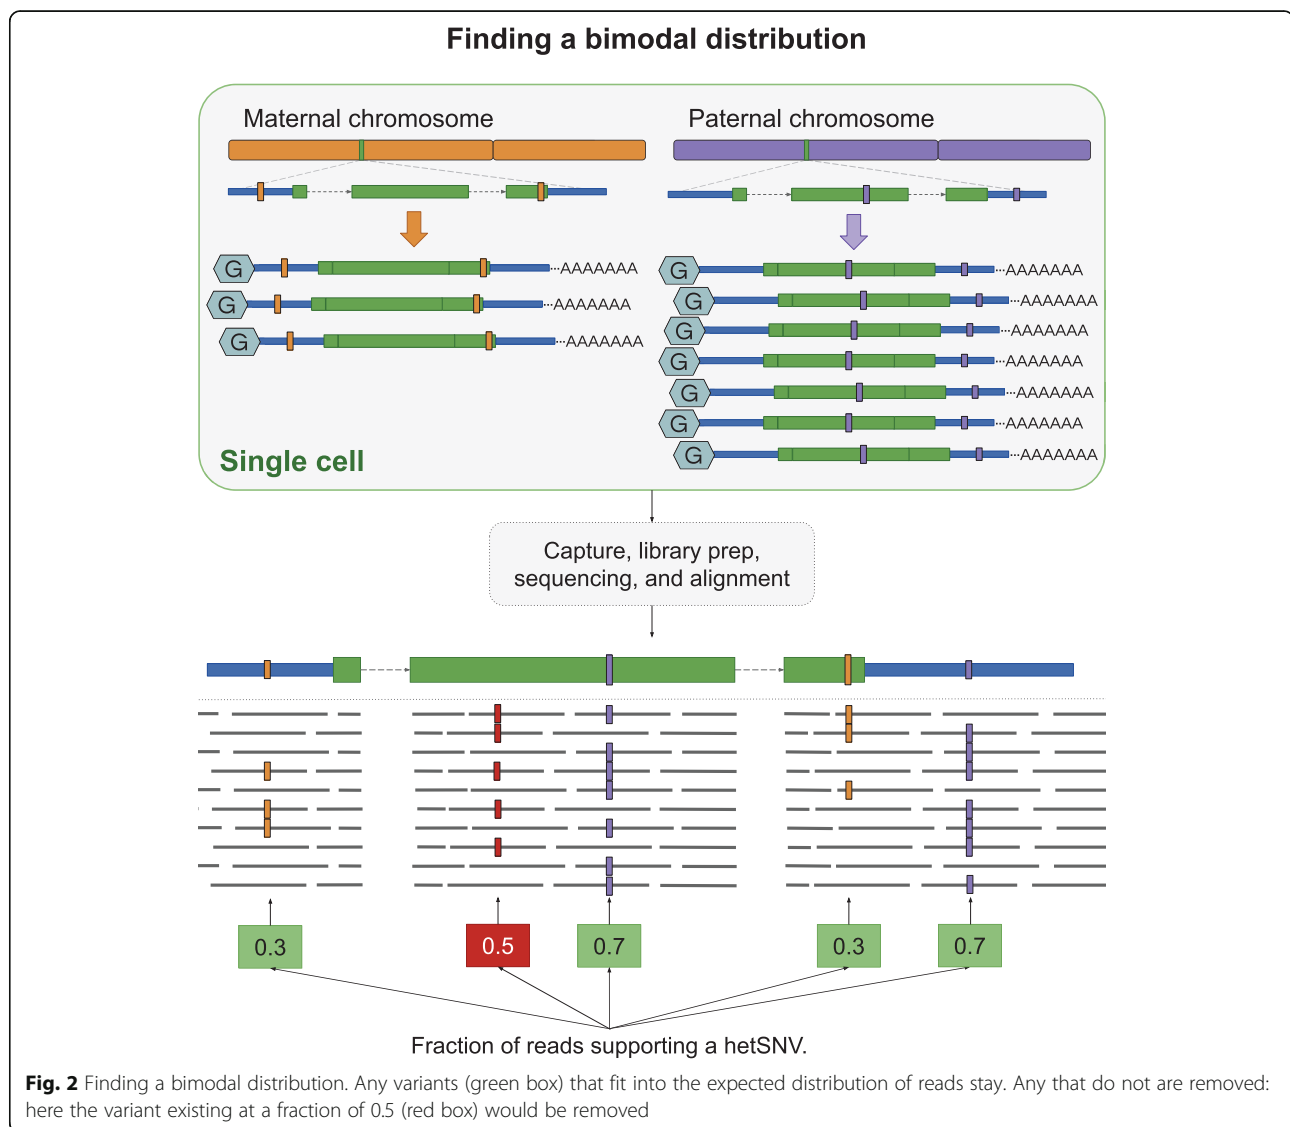 Finding a bimodal distribution
Maternal chromosome
Paternal chromosome
G ...AAAAAAA
G ...AAAAAAA
G ...AAAAAAA
G ...AAAAAAA
G ...AAAAAAA
G ...AAAAAAA
G ...AAAAAAA
G ...AAAAAAA
G ...AAAAAAA
G ...AAAAAAA
Single cell
Capture, library prep,
sequencing, and alignment
0.3 0.5 0.7 0.3 0.7
Fraction of reads supporting a hetSNV.
Fig. 2 Finding a bimodal distribution. Any variants (green box) that fit into the expected distribution of reads stay. Any that do not are removed:
here the variant existing at a fraction of 0.5 (red box) would be removed